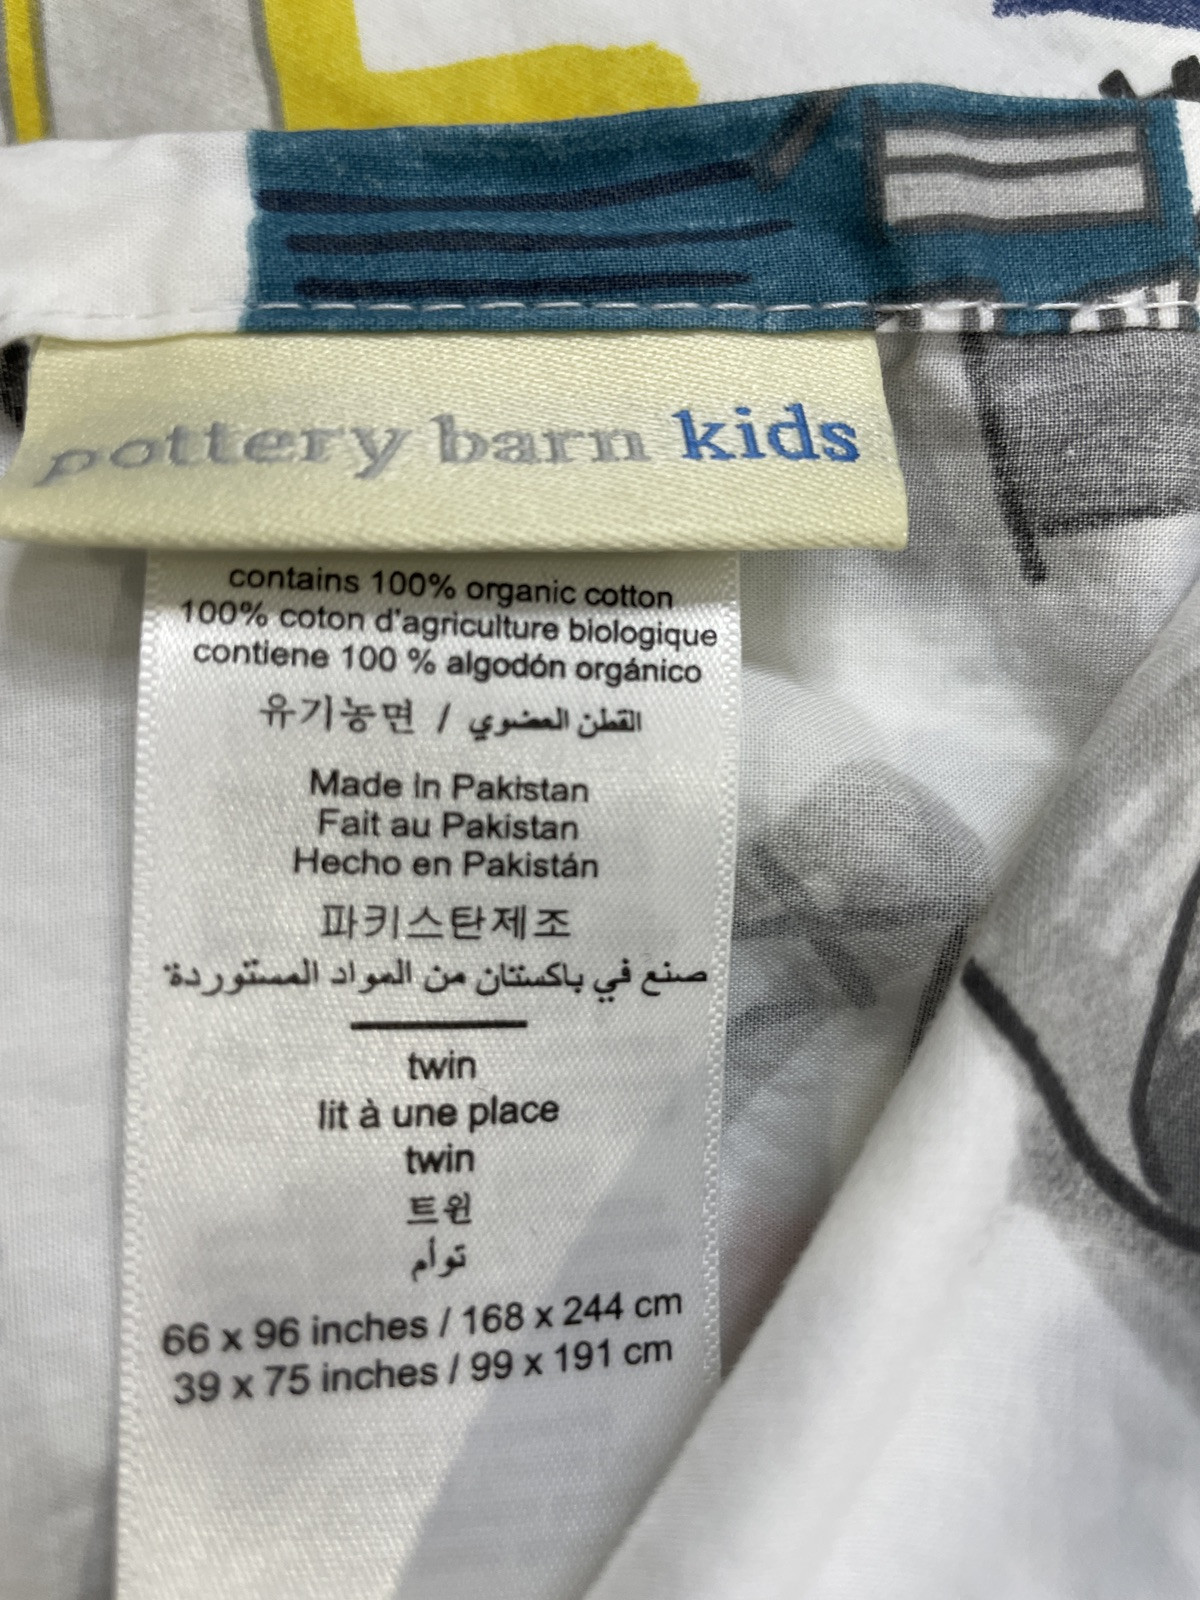 pottery barn kids
contains 100% organic cotton
100% coton d'agriculture biologique
contiene 100 % algodón orgánico
유기농면 / القطن العضوي
Made in Pakistan
Fait au Pakistan
Hecho en Pakistán
파키스탄제조
صنع في باكستان من المواد المستوردة
twin
lit à une place
twin
트윈
توأم
66 x 96 inches / 168 x 244 cm
39 x 75 inches / 99 x 191 cm